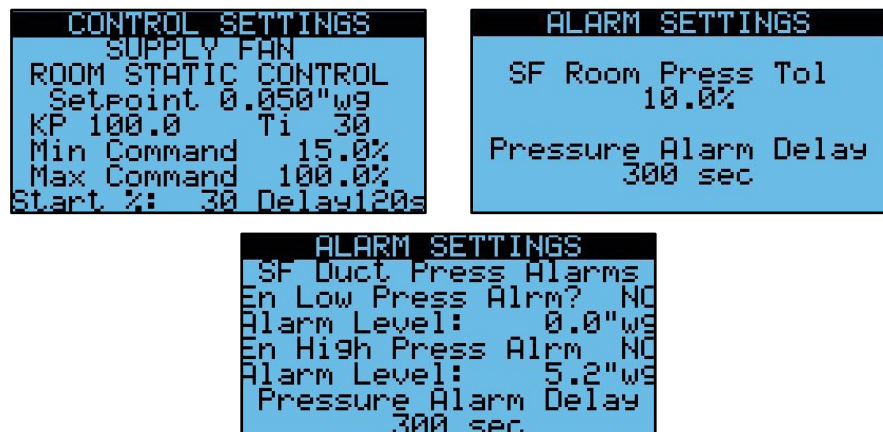 CONTROL SETTINGS
SUPPLY FAN
ROOM STATIC CONTROL
Setpoint 0.050"wg
KP 100.0 Ti 30
Min Command 15.0%
Max Command 100.0%
Start %: 30 Delay120s
ALARM SETTINGS
SF Room Press Tol
10.0%
Pressure Alarm Delay
300 sec
ALARM SETTINGS
SF Duct Press Alarms
En Low Press Alrm? NO
Alarm Level: 0.0"wg
En High Press Alrm NO
Alarm Level: 5.2"wg
Pressure Alarm Delay
300 sec